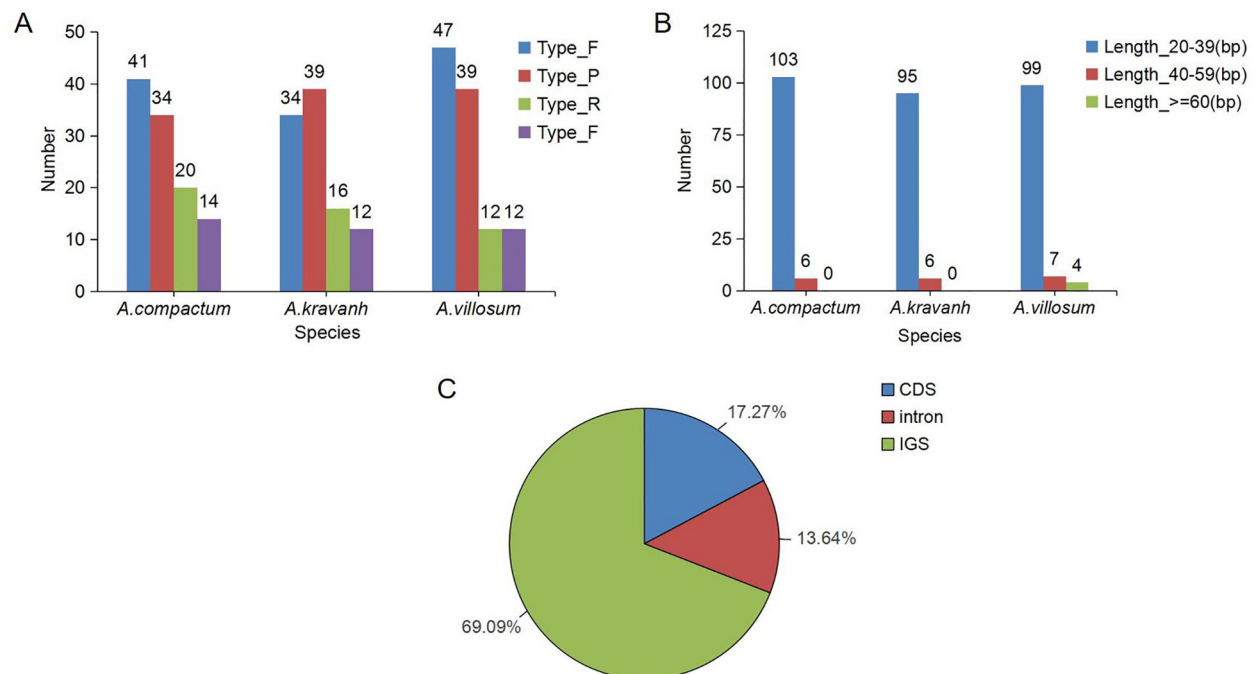 A
50
40
30
20
10
0
Number
41
34
20
14
34
39
16
12
47
39
12
12
A.compactum
A.kravanh
A.villosum
Species
Type_F
Type_P
Type_R
Type_F
B
125
100
75
50
25
0
Number
103
6
0
95
6
0
99
7
4
A.compactum
A.kravanh
A.villosum
Species
Length_20-39(bp)
Length_40-59(bp)
Length_>=60(bp)
C
17.27%
13.64%
69.09%
CDS
intron
IGS